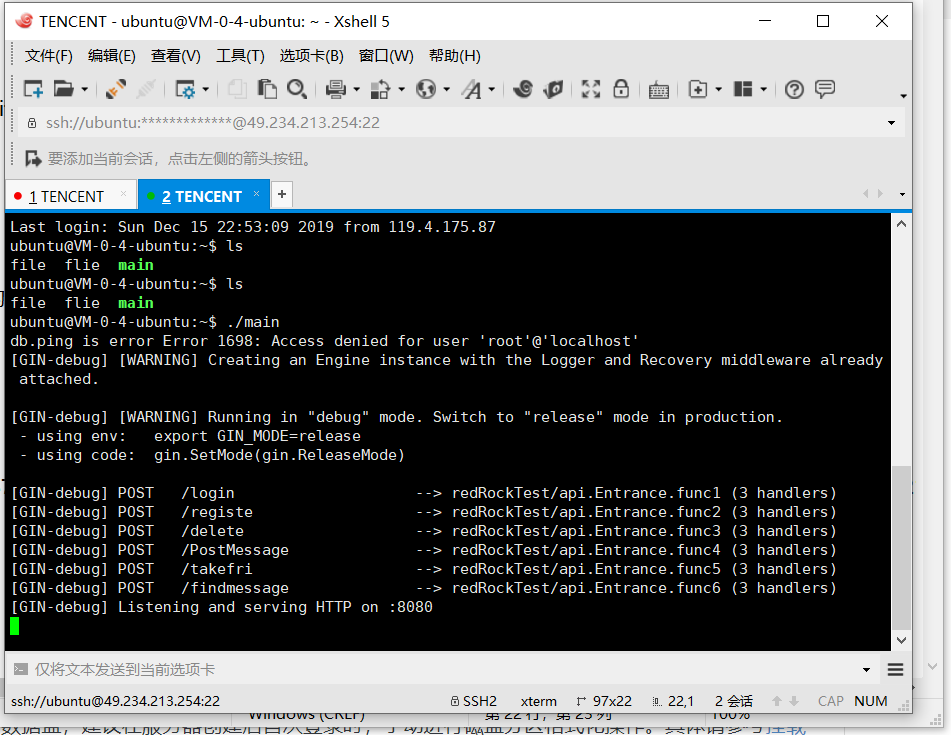 TENCENT - ubuntu@VM-0-4-ubuntu: ~ - Xshell 5
文件(F) 编辑(E) 查看(V) 工具(T) 选项卡(B) 窗口(W) 帮助(H)
ssh://ubuntu:*************@49.234.213.254:22
要添加当前会话，点击左侧的箭头按钮。
1 TENCENT × 2 TENCENT × +
Last login: Sun Dec 15 22:53:09 2019 from 119.4.175.87
ubuntu@VM-0-4-ubuntu:~$ ls
file  flie  main
ubuntu@VM-0-4-ubuntu:~$ ls
file  flie  main
ubuntu@VM-0-4-ubuntu:~$ ./main
db.ping is error Error 1698: Access denied for user 'root'@'localhost'
[GIN-debug] [WARNING] Creating an Engine instance with the Logger and Recovery middleware already
 attached.
[GIN-debug] [WARNING] Running in "debug" mode. Switch to "release" mode in production.
 - using env:   export GIN_MODE=release
 - using code:  gin.SetMode(gin.ReleaseMode)
[GIN-debug] POST   /login                    --> redRockTest/api.Entrance.func1 (3 handlers)
[GIN-debug] POST   /registe                  --> redRockTest/api.Entrance.func2 (3 handlers)
[GIN-debug] POST   /delete                   --> redRockTest/api.Entrance.func3 (3 handlers)
[GIN-debug] POST   /PostMessage              --> redRockTest/api.Entrance.func4 (3 handlers)
[GIN-debug] POST   /takefri                  --> redRockTest/api.Entrance.func5 (3 handlers)
[GIN-debug] POST   /findmessage              --> redRockTest/api.Entrance.func6 (3 handlers)
[GIN-debug] Listening and serving HTTP on :8080
仅将文本发送到当前选项卡
ssh://ubuntu@49.234.213.254:22 SSH2 xterm 97x22 22,1 2 会话 CAP NUM
Windows (CRLF) 第 22 行，第 23 列 100%